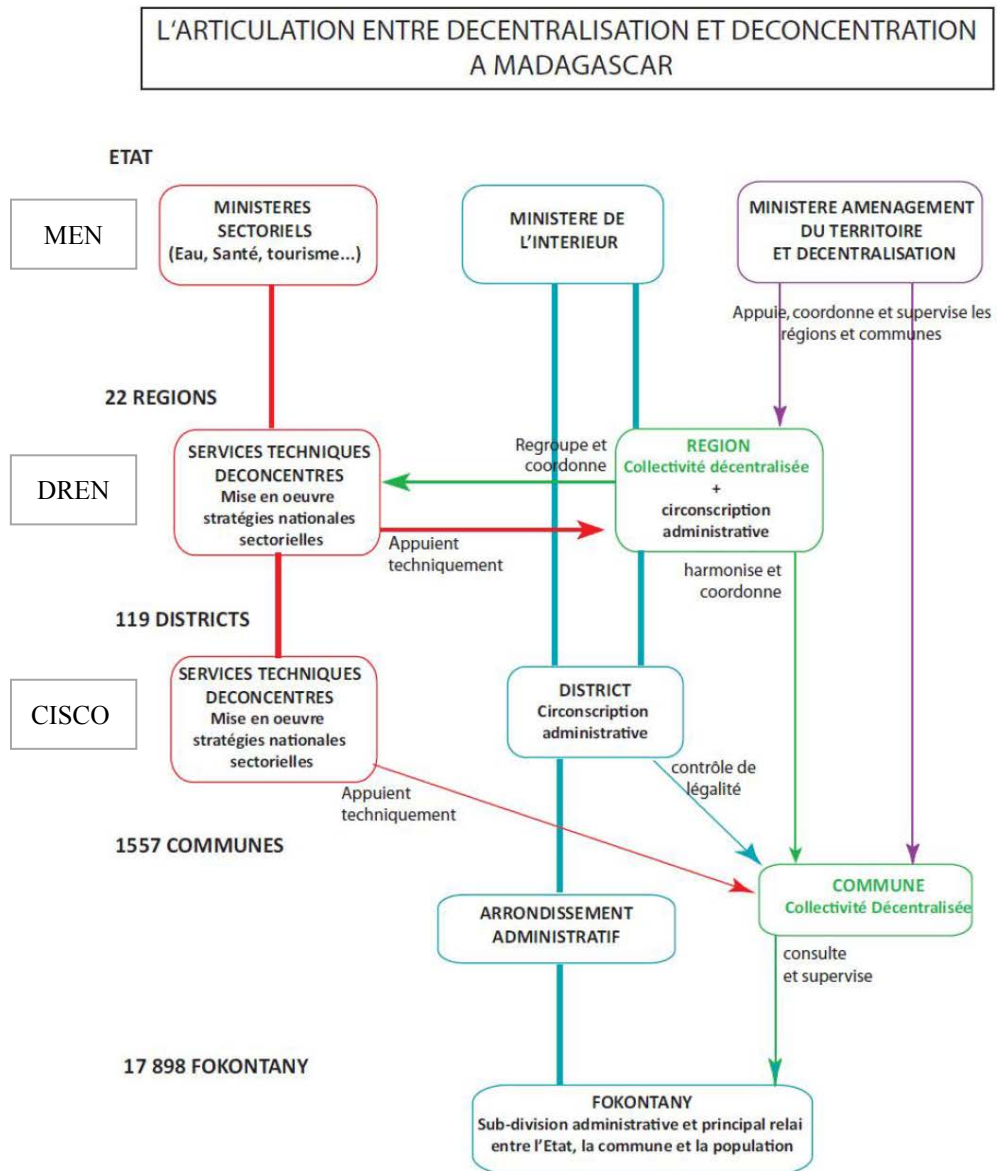 L'ARTICULATION ENTRE DECENTRALISATION ET DECONCENTRATION
A MADAGASCAR
ETAT
MEN
MINISTERES
SECTORIELS
(Eau, Santé, tourisme...)
MINISTERE DE
L'INTERIEUR
MINISTERE AMENAGEMENT
DU TERRITOIRE
ET DECENTRALISATION
Appuie, coordonne et supervise les
régions et communes
22 REGIONS
DREN
SERVICES TECHNIQUES
DECONCENTRES
Mise en oeuvre
stratégies nationales
sectorielles
Regroupe et
coordonne
Appuient
techniquement
REGION
Collectivité décentralisée
+
circonscription
administrative
harmonise et
coordonne
119 DISTRICTS
CISCO
SERVICES TECHNIQUES
DECONCENTRES
Mise en oeuvre
stratégies nationales
sectorielles
DISTRICT
Circonscription
administrative
contrôle de
légalité
Appuient
techniquement
1557 COMMUNES
COMMUNE
Collectivité Décentralisée
ARRONDISSEMENT
ADMINISTRATIF
consulte
et supervise
17 898 FOKONTANY
FOKONTANY
Sub-division administrative et principal relai
entre l'Etat, la commune et la population